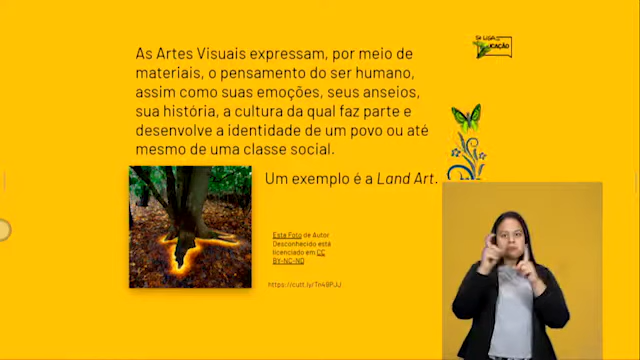 As Artes Visuais expressam, por meio de
materiais, o pensamento do ser humano,
assim como suas emoções, seus anseios,
sua história, a cultura da qual faz parte e
desenvolve a identidade de um povo ou até
mesmo de uma classe social.
Um exemplo é a Land Art.
Esta Foto de Autor
Desconhecido está
licenciado em CC
BY-NC-ND